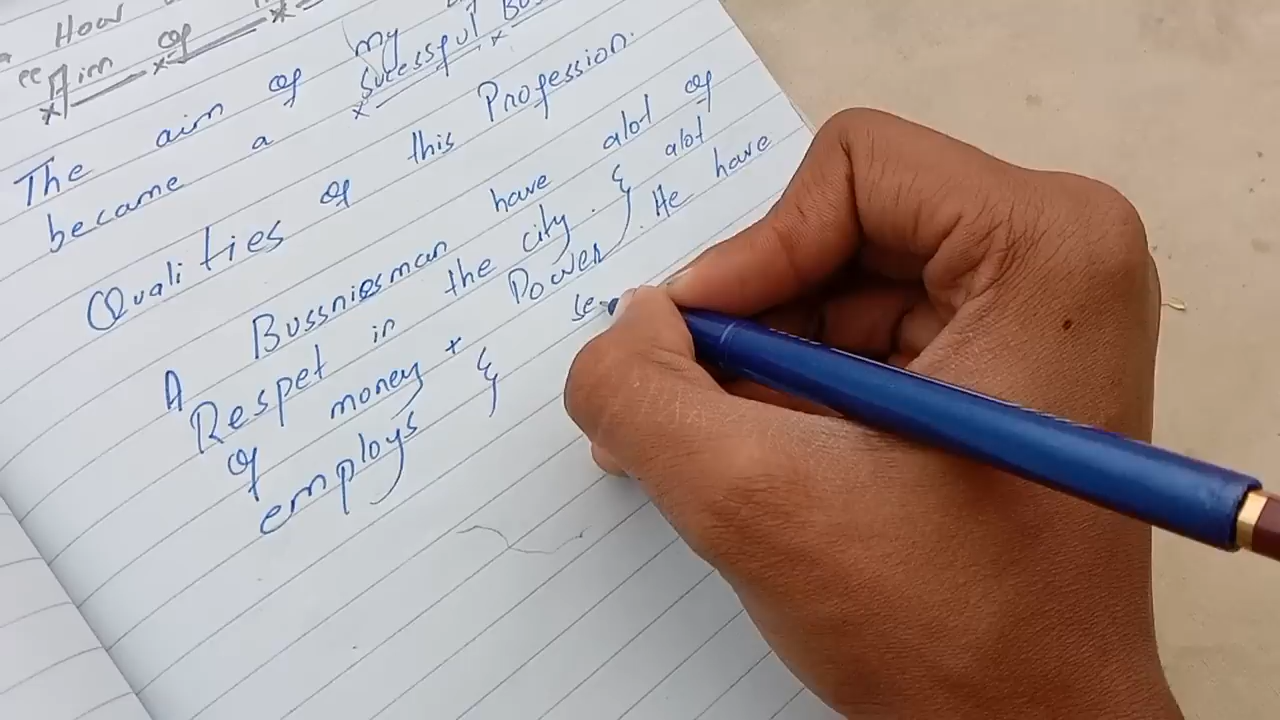 How
"Aim of
The aim of my
became a Sucessful Bus
Qualities of this Profession.
A Bussniesman have alot of
Respet in the city. & alot
of money + Power. He have
employs & se